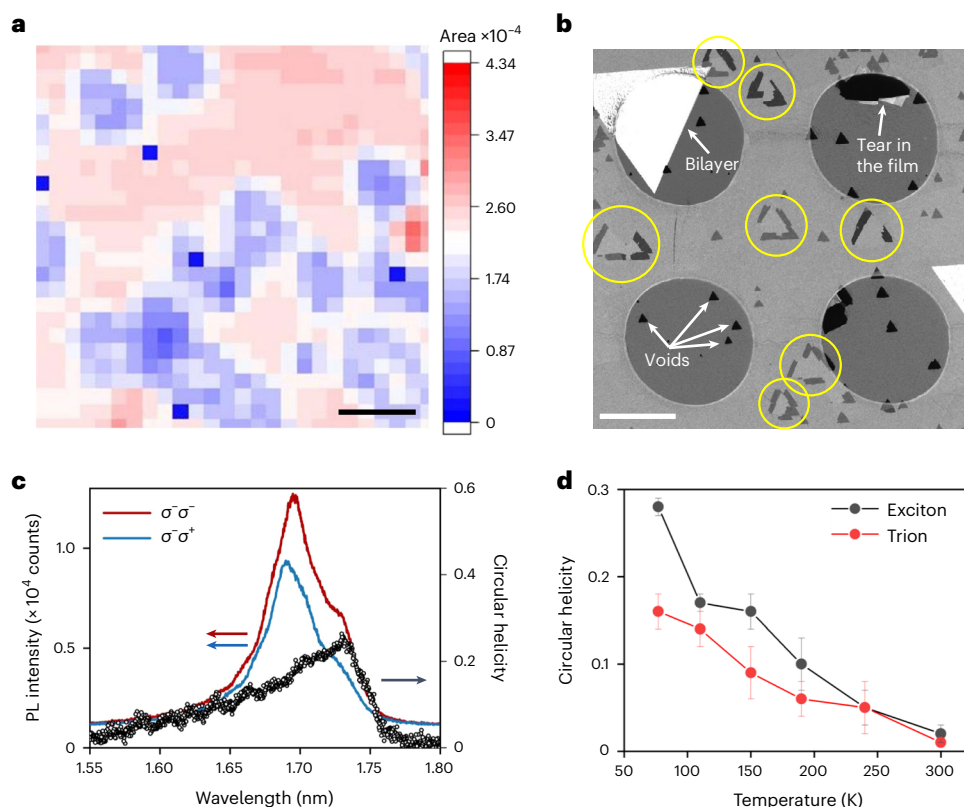 a
Area ×10⁻⁴
4.34
3.47
2.60
1.74
0.87
0
b
Bilayer
Tear in
the film
Voids
c
σ⁻σ⁻
σ⁻σ⁺
PL intensity (× 10⁴ counts)
1.0
0.5
0
0.6
0.4
0.2
0
Circular helicity
1.55
1.60
1.65
1.70
1.75
1.80
Wavelength (nm)
d
Exciton
Trion
Circular helicity
0.3
0.2
0.1
0
50
100
150
200
250
300
Temperature (K)